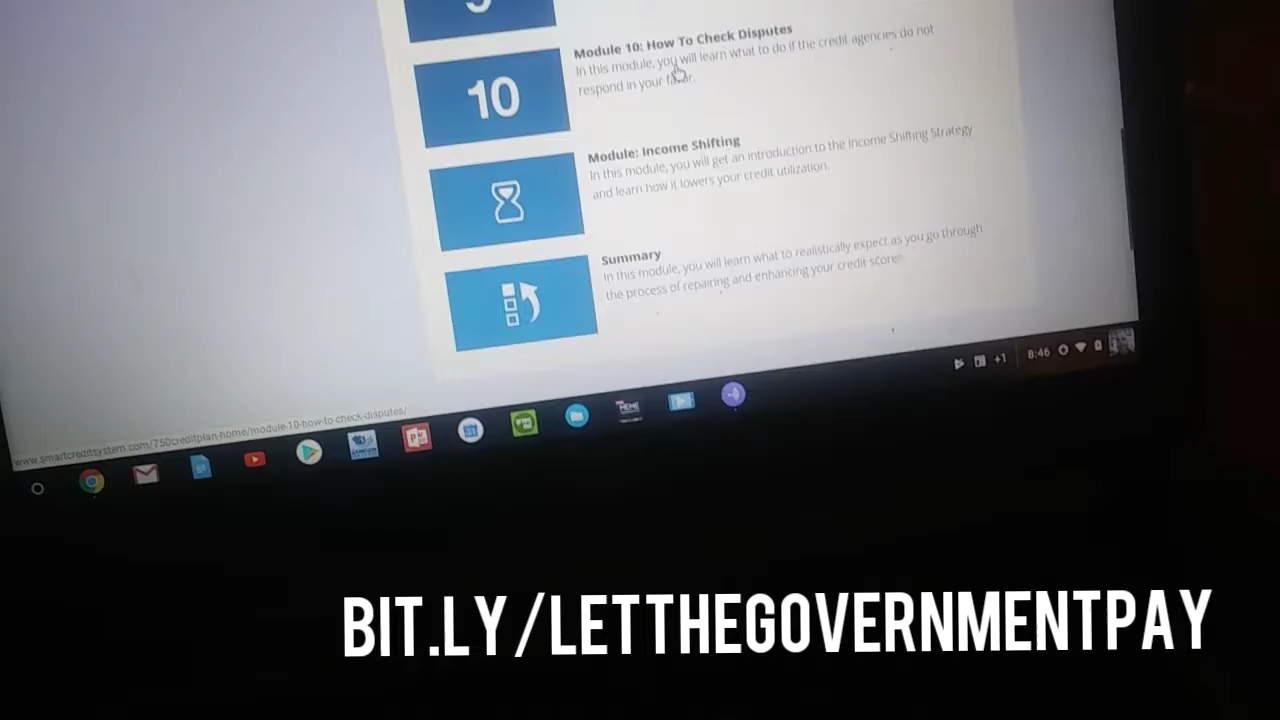 Module 10: How To Check Disputes
In this module, you will learn what to do if the credit agencies do not
respond in your favor.
10
Module: Income Shifting
In this module, you will get an introduction to the Income Shifting Strategy
and learn how it lowers your credit utilization.
Summary
In this module, you will learn what to realistically expect as you go through
the process of repairing and enhancing your credit score.
+1
8:46
www.smartcreditsystem.com/750creditplan-home/module-10-how-to-check-disputes/
31
BIT.LY/LETTHEGOVERNMENTPAY